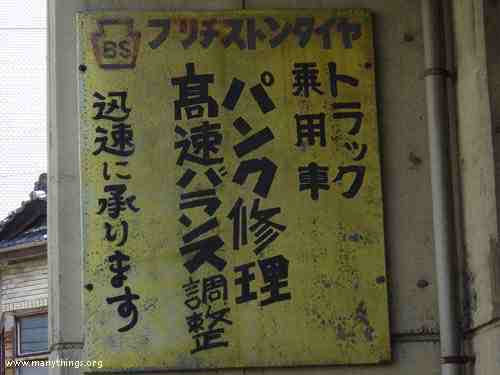 BS ブリヂストンタイヤ
トラック
乗用車
パンク修理
高速バランス調整
迅速に承ります
www.manythings.org